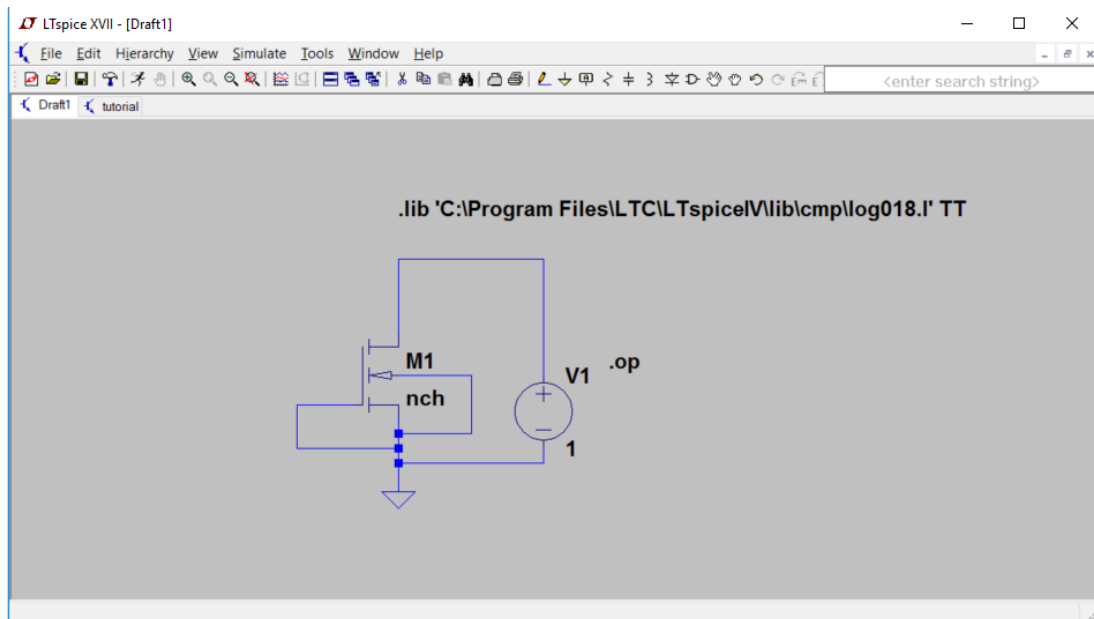 LTspice XVII - [Draft1]
File Edit Hierarchy View Simulate Tools Window Help
<enter search string>
Draft1 tutorial
.lib 'C:\Program Files\LTC\LTspiceIV\lib\cmp\log018.l' TT
M1
nch
V1
.op
1